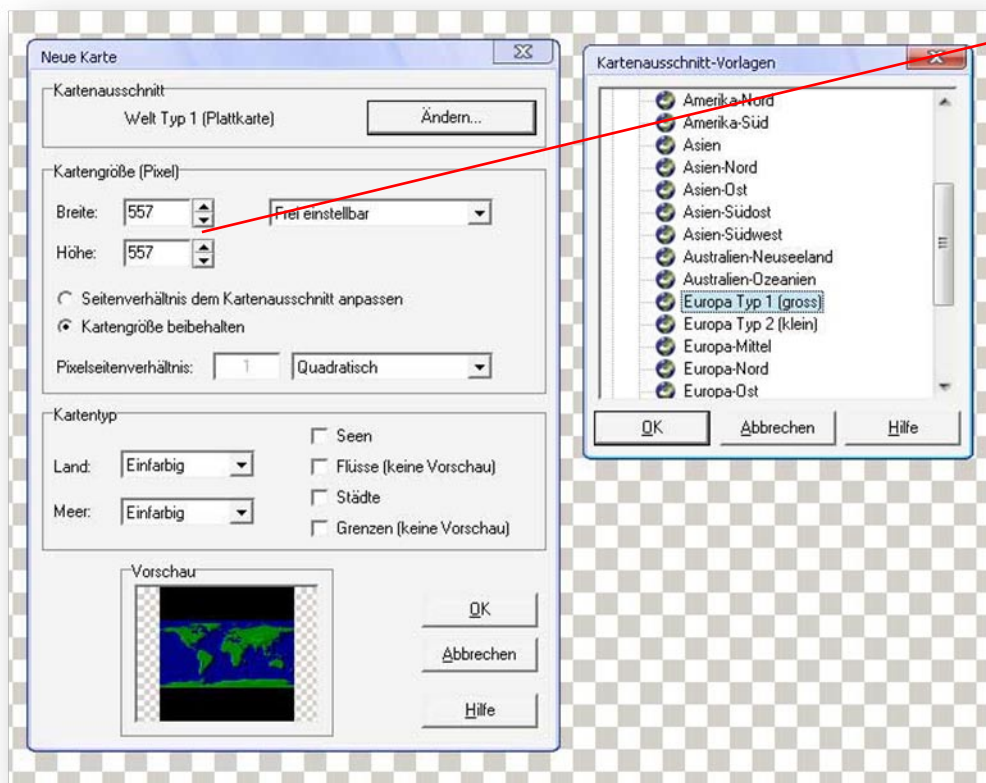 Neue Karte
Kartenausschnitt
Welt Typ 1 (Plattkarte)
Ändern...
Kartengröße (Pixel)
Breite: 557 Frei einstellbar
Höhe: 557
Seitenverhältnis dem Kartenausschnitt anpassen
Kartengröße beibehalten
Pixelseitenverhältnis: 1 Quadratisch
Kartentyp
Land: Einfarbig
Meer: Einfarbig
Seen
Flüsse (keine Vorschau)
Städte
Grenzen (keine Vorschau)
Vorschau
OK
Abbrechen
Hilfe
Kartenausschnitt-Vorlagen
Amerika-Nord
Amerika-Süd
Asien
Asien-Nord
Asien-Ost
Asien-Südost
Asien-Südwest
Australien-Neuseeland
Australien-Ozeanien
Europa Typ 1 (gross)
Europa Typ 2 (klein)
Europa-Mittel
Europa-Nord
Europa-Ost
OK Abbrechen Hilfe